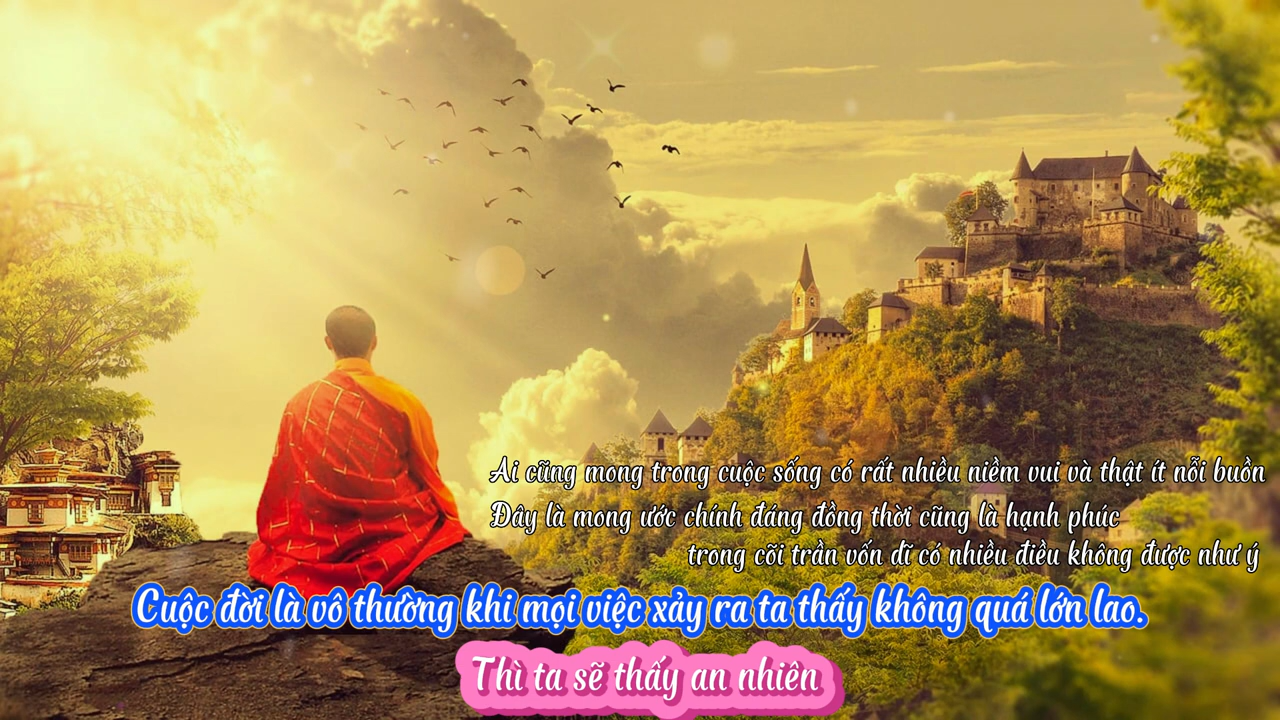 Ai cũng mong trong cuộc sống có rất nhiều niềm vui và thật ít nỗi buồn
Đây là mong ước chính đáng đồng thời cũng là hạnh phúc
trong cõi trần vốn dĩ có nhiều điều không được như ý
Cuộc đời là vô thường khi mọi việc xảy ra ta thấy không quá lớn lao.
Thì ta sẽ thấy an nhiên